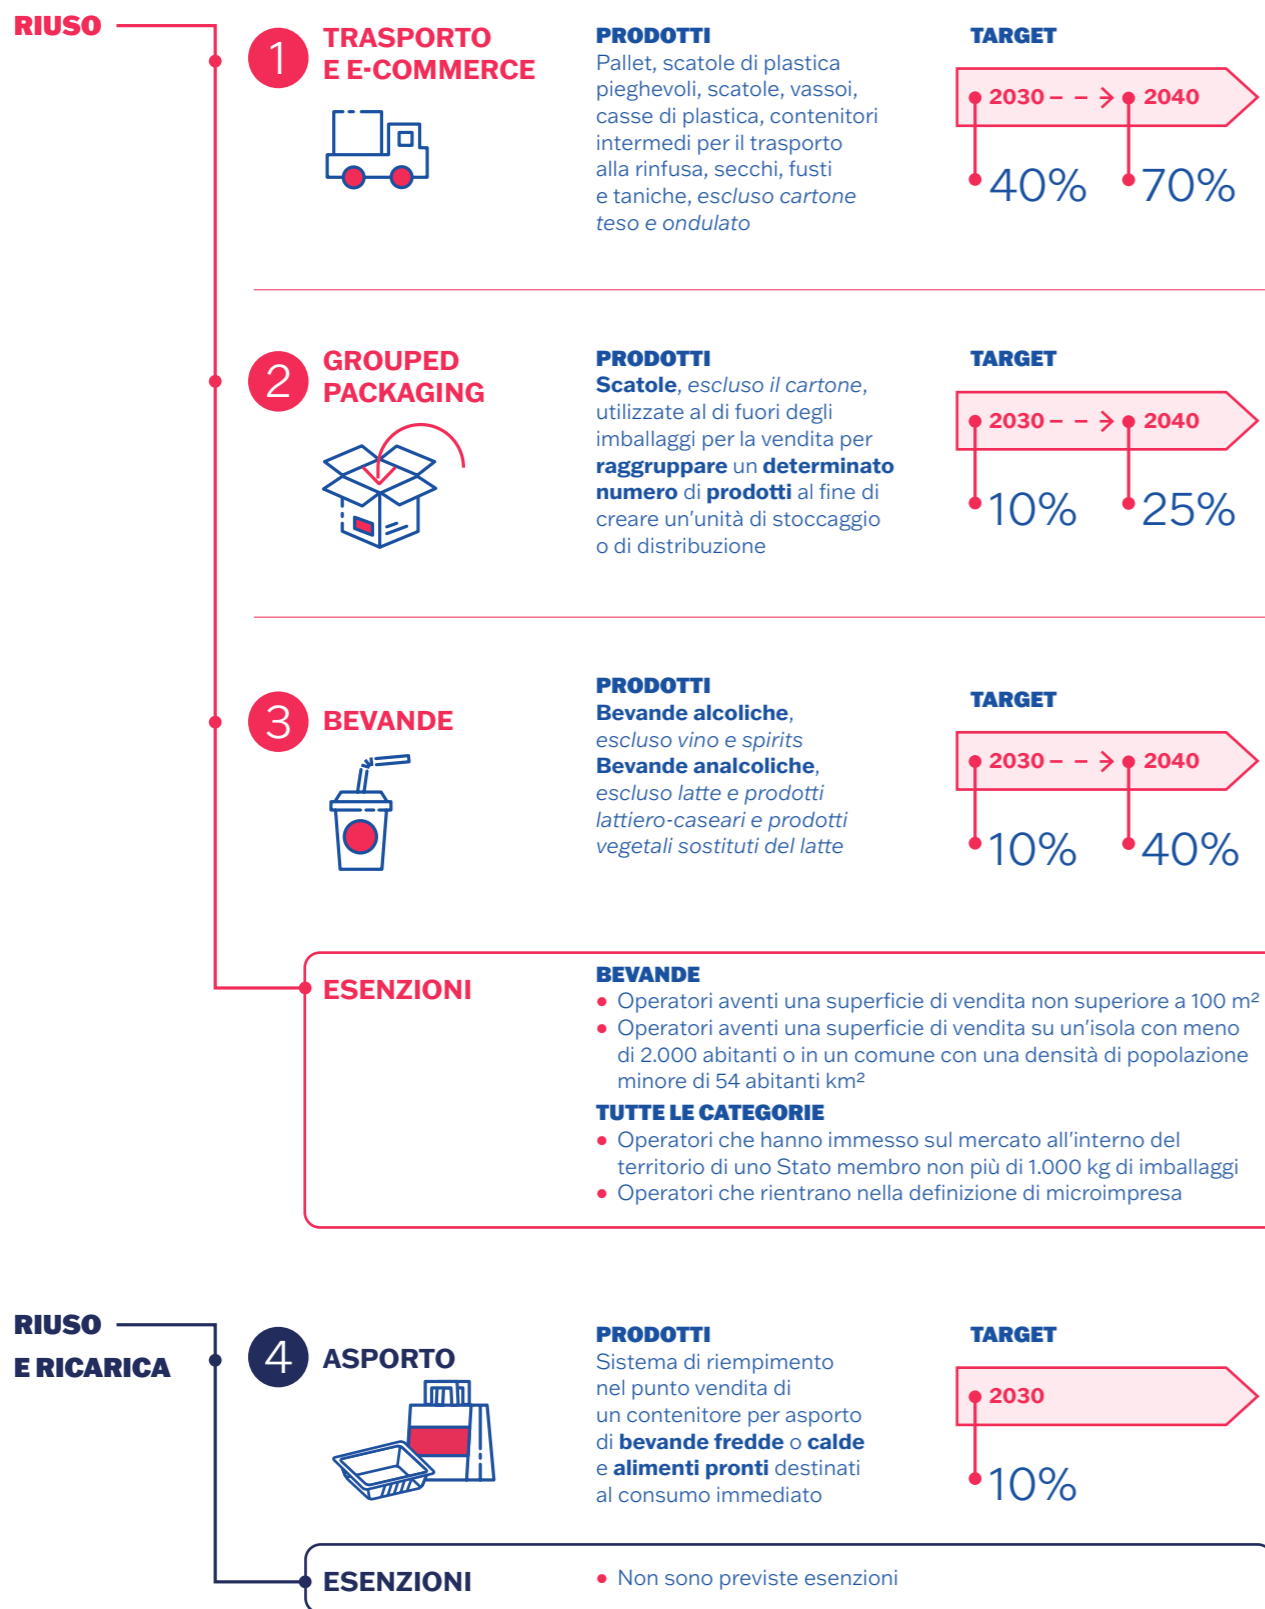 RIUSO
1
TRASPORTO
E E-COMMERCE
PRODOTTI
Pallet, scatole di plastica
pieghevoli, scatole, vassoi,
casse di plastica, contenitori
intermedi per il trasporto
alla rinfusa, secchi, fusti
e taniche, escluso cartone
teso e ondulato
TARGET
2030 2040
40% 70%
2
GROUPED
PACKAGING
PRODOTTI
Scatole, escluso il cartone,
utilizzate al di fuori degli
imballaggi per la vendita per
raggruppare un determinato
numero di prodotti al fine di
creare un'unità di stoccaggio
o di distribuzione
TARGET
2030 2040
10% 25%
3
BEVANDE
PRODOTTI
Bevande alcoliche,
escluso vino e spirits
Bevande analcoliche,
escluso latte e prodotti
lattiero-caseari e prodotti
vegetali sostituti del latte
TARGET
2030 2040
10% 40%
ESENZIONI
BEVANDE
• Operatori aventi una superficie di vendita non superiore a 100 m²
• Operatori aventi una superficie di vendita su un'isola con meno
di 2.000 abitanti o in un comune con una densità di popolazione
minore di 54 abitanti km²
TUTTE LE CATEGORIE
• Operatori che hanno immesso sul mercato all'interno del
territorio di uno Stato membro non più di 1.000 kg di imballaggi
• Operatori che rientrano nella definizione di microimpresa
RIUSO
E RICARICA
4
ASPORTO
PRODOTTI
Sistema di riempimento
nel punto vendita di
un contenitore per asporto
di bevande fredde o calde
e alimenti pronti destinati
al consumo immediato
TARGET
2030
10%
ESENZIONI
• Non sono previste esenzioni